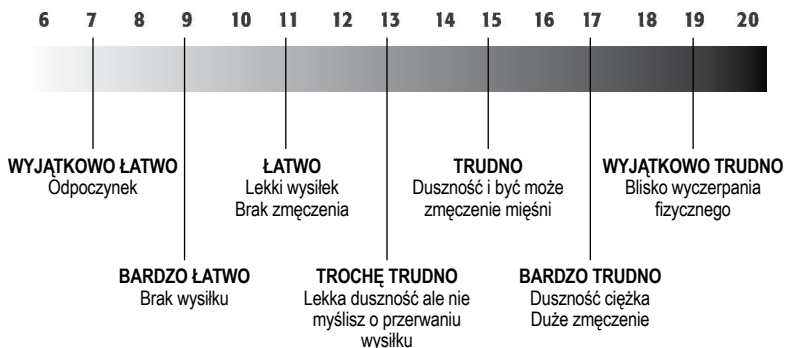 6 7 8 9 10 11 12 13 14 15 16 17 18 19 20
WYJĄTKOWO ŁATWO
Odpoczynek
ŁATWO
Lekki wysiłek
Brak zmęczenia
TRUDNO
Duszność i być może
zmęczenie mięśni
WYJĄTKOWO TRUDNO
Blisko wyczerpania
fizycznego
BARDZO ŁATWO
Brak wysiłku
TROCHĘ TRUDNO
Lekka duszność ale nie
myślisz o przerwaniu
wysiłku
BARDZO TRUDNO
Duszność ciężka
Duże zmęczenie